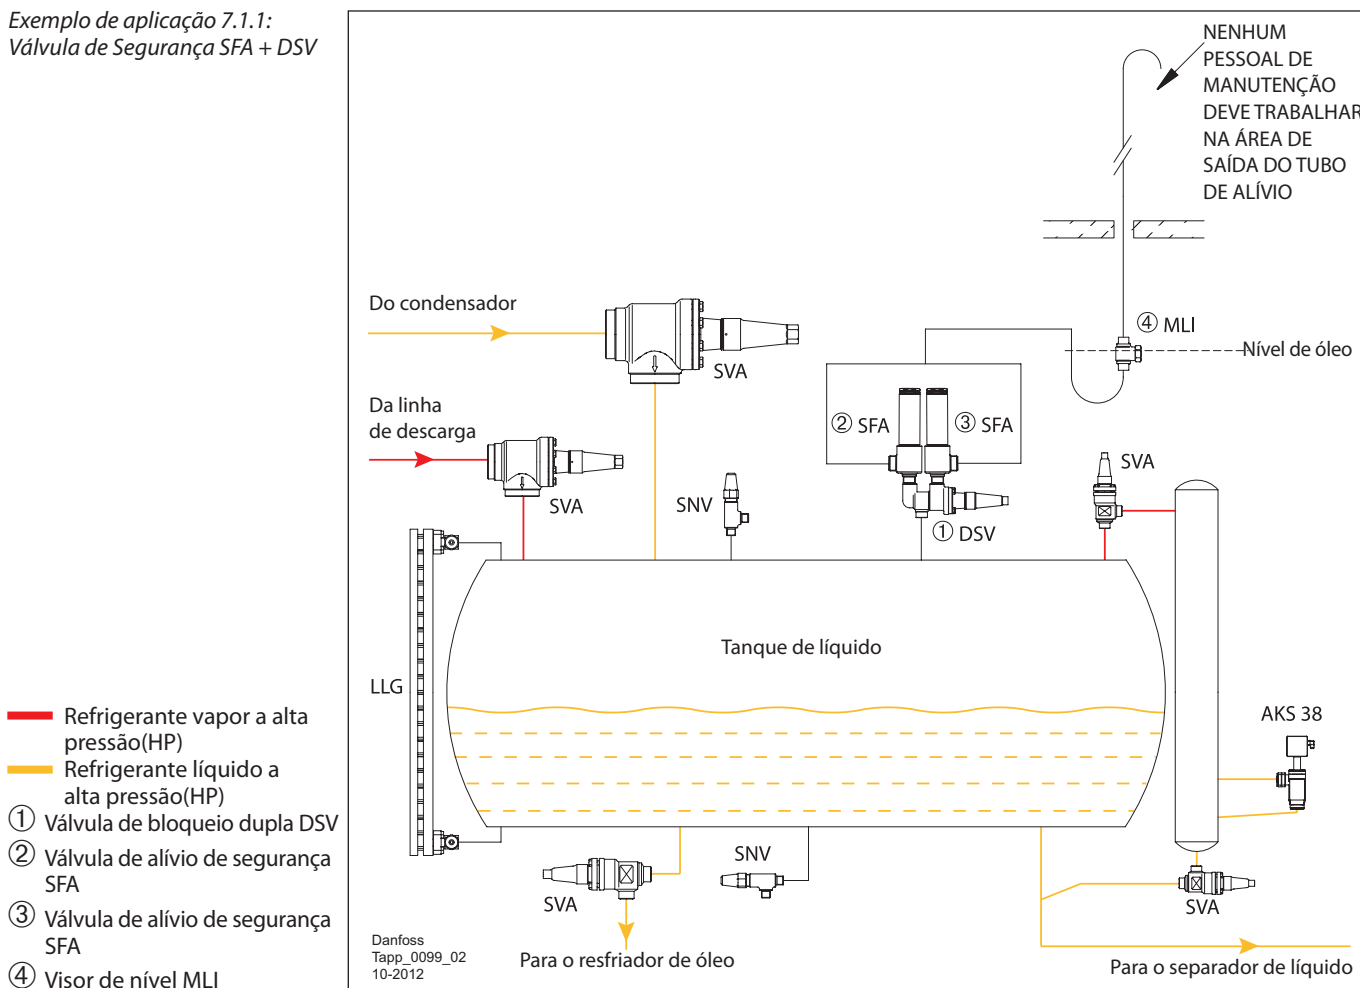 Exemplo de aplicação 7.1.1:
Válvula de Segurança SFA + DSV
NENHUM
PESSOAL DE
MANUTENÇÃO
DEVE TRABALHAR
NA ÁREA DE
SAÍDA DO TUBO
DE ALÍVIO
Do condensador
SVA
④ MLI
Nível de óleo
Da linha
de descarga
SVA
② SFA
③ SFA
SNV
① DSV
SVA
Tanque de líquido
LLG
AKS 38
SVA
SNV
SVA
Para o resfriador de óleo
Para o separador de líquido
Danfoss
Tapp_0099_02
10-2012
Refrigerante vapor a alta
pressão(HP)
Refrigerante líquido a
alta pressão(HP)
① Válvula de bloqueio dupla DSV
② Válvula de alívio de segurança
SFA
③ Válvula de alívio de segurança
SFA
④ Visor de nível MLI